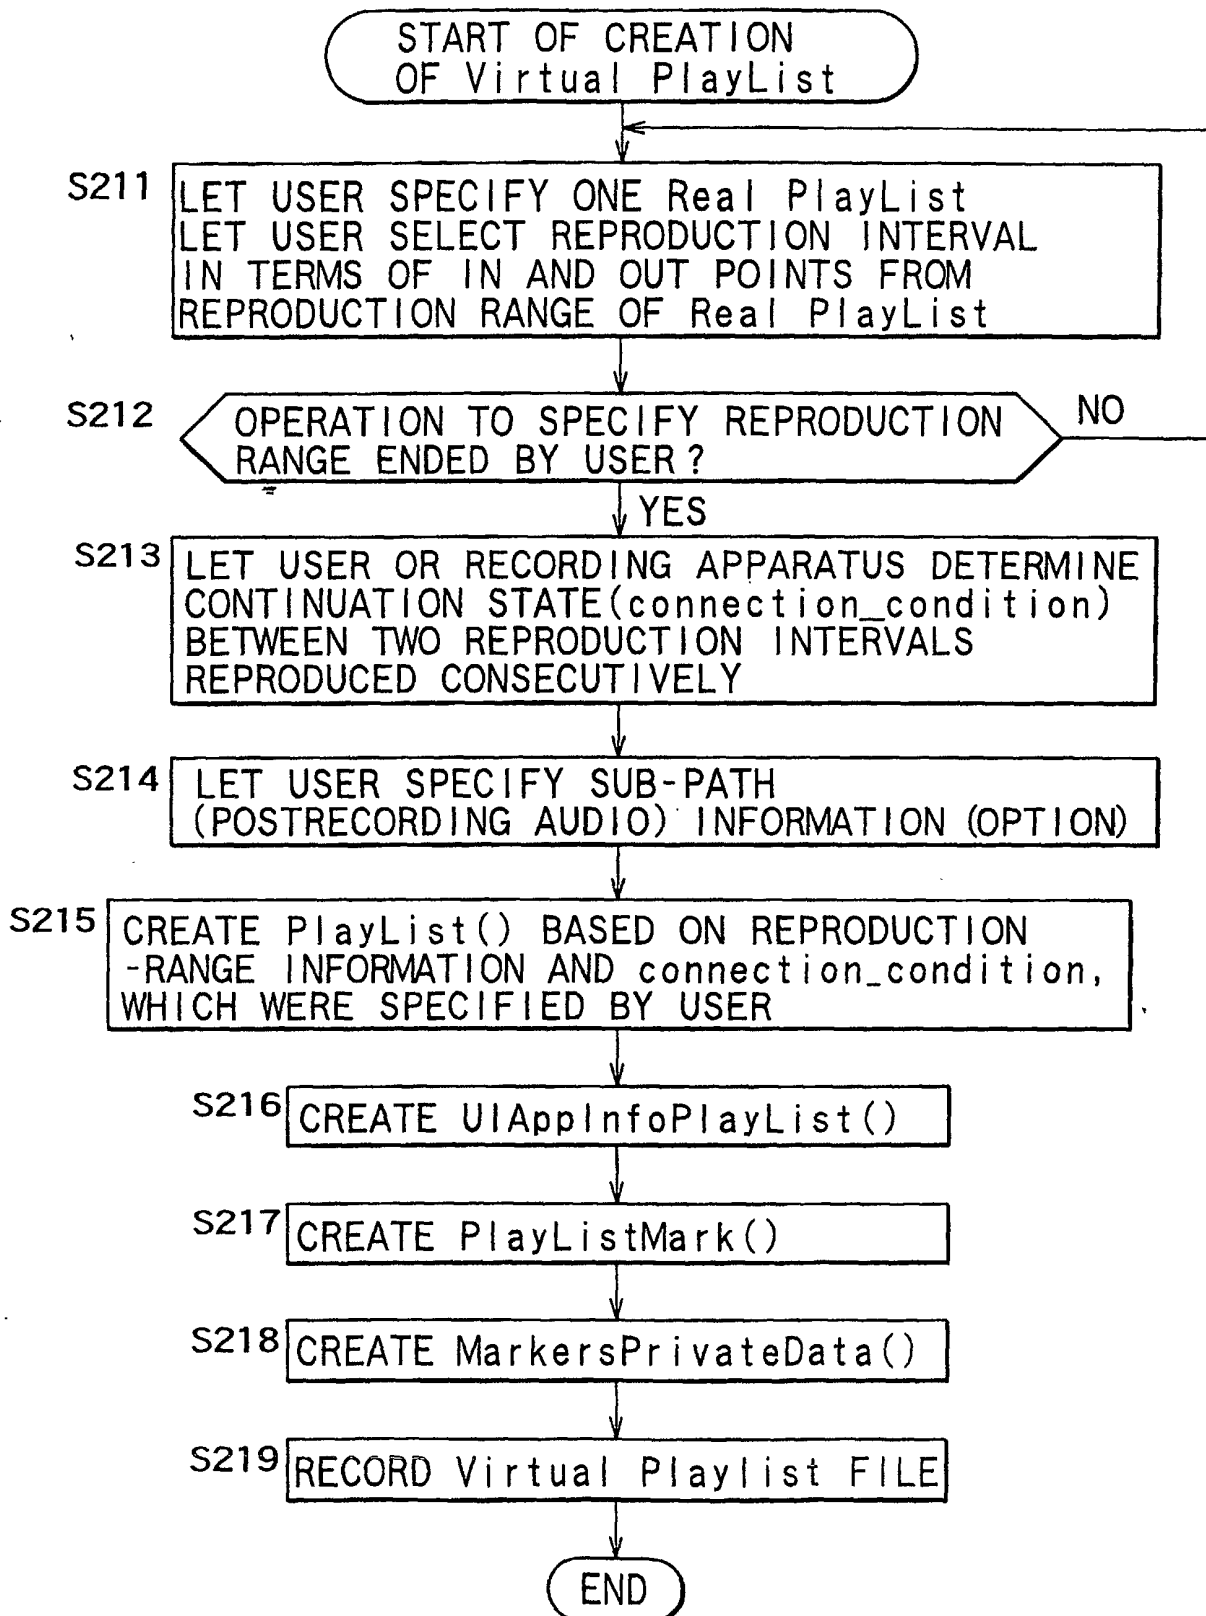 START OF CREATION
OF Virtual PlayList
S211
LET USER SPECIFY ONE Real PlayList
LET USER SELECT REPRODUCTION INTERVAL
IN TERMS OF IN AND OUT POINTS FROM
REPRODUCTION RANGE OF Real PlayList
S212
OPERATION TO SPECIFY REPRODUCTION
RANGE ENDED BY USER?
NO
YES
S213
LET USER OR RECORDING APPARATUS DETERMINE
CONTINUATION STATE(connection_condition)
BETWEEN TWO REPRODUCTION INTERVALS
REPRODUCED CONSECUTIVELY
S214
LET USER SPECIFY SUB-PATH
(POSTRECORDING AUDIO) INFORMATION (OPTION)
S215
CREATE PlayList() BASED ON REPRODUCTION
-RANGE INFORMATION AND connection_condition,
WHICH WERE SPECIFIED BY USER
S216
CREATE UIAppInfoPlayList()
S217
CREATE PlayListMark()
S218
CREATE MarkersPrivateData()
S219
RECORD Virtual Playlist FILE
END